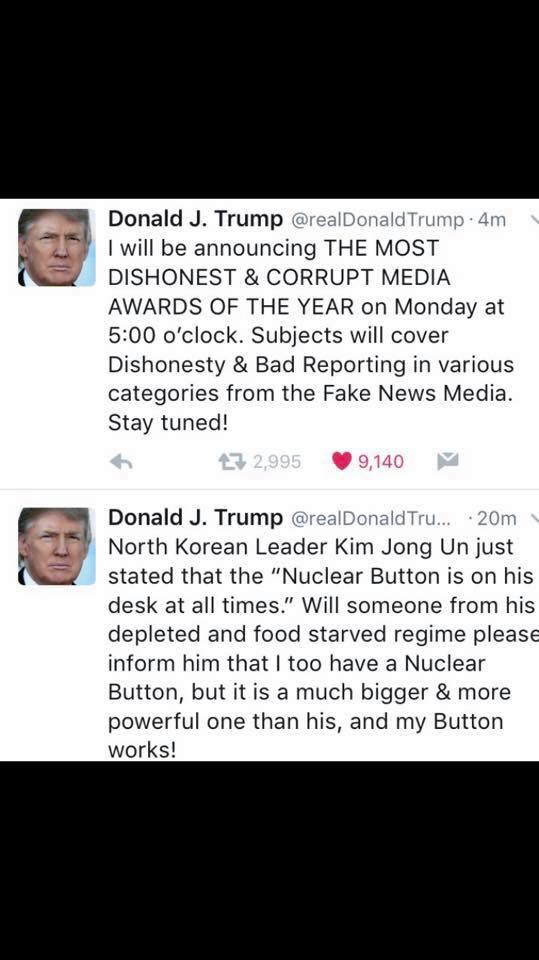 Donald J. Trump @realDonaldTrump · 4m
I will be announcing THE MOST
DISHONEST & CORRUPT MEDIA
AWARDS OF THE YEAR on Monday at
5:00 o’clock. Subjects will cover
Dishonesty & Bad Reporting in various
categories from the Fake News Media.
Stay tuned!
2,995 9,140
Donald J. Trump @realDonaldTru... · 20m
North Korean Leader Kim Jong Un just
stated that the “Nuclear Button is on his
desk at all times.” Will someone from his
depleted and food starved regime please
inform him that I too have a Nuclear
Button, but it is a much bigger & more
powerful one than his, and my Button
works!